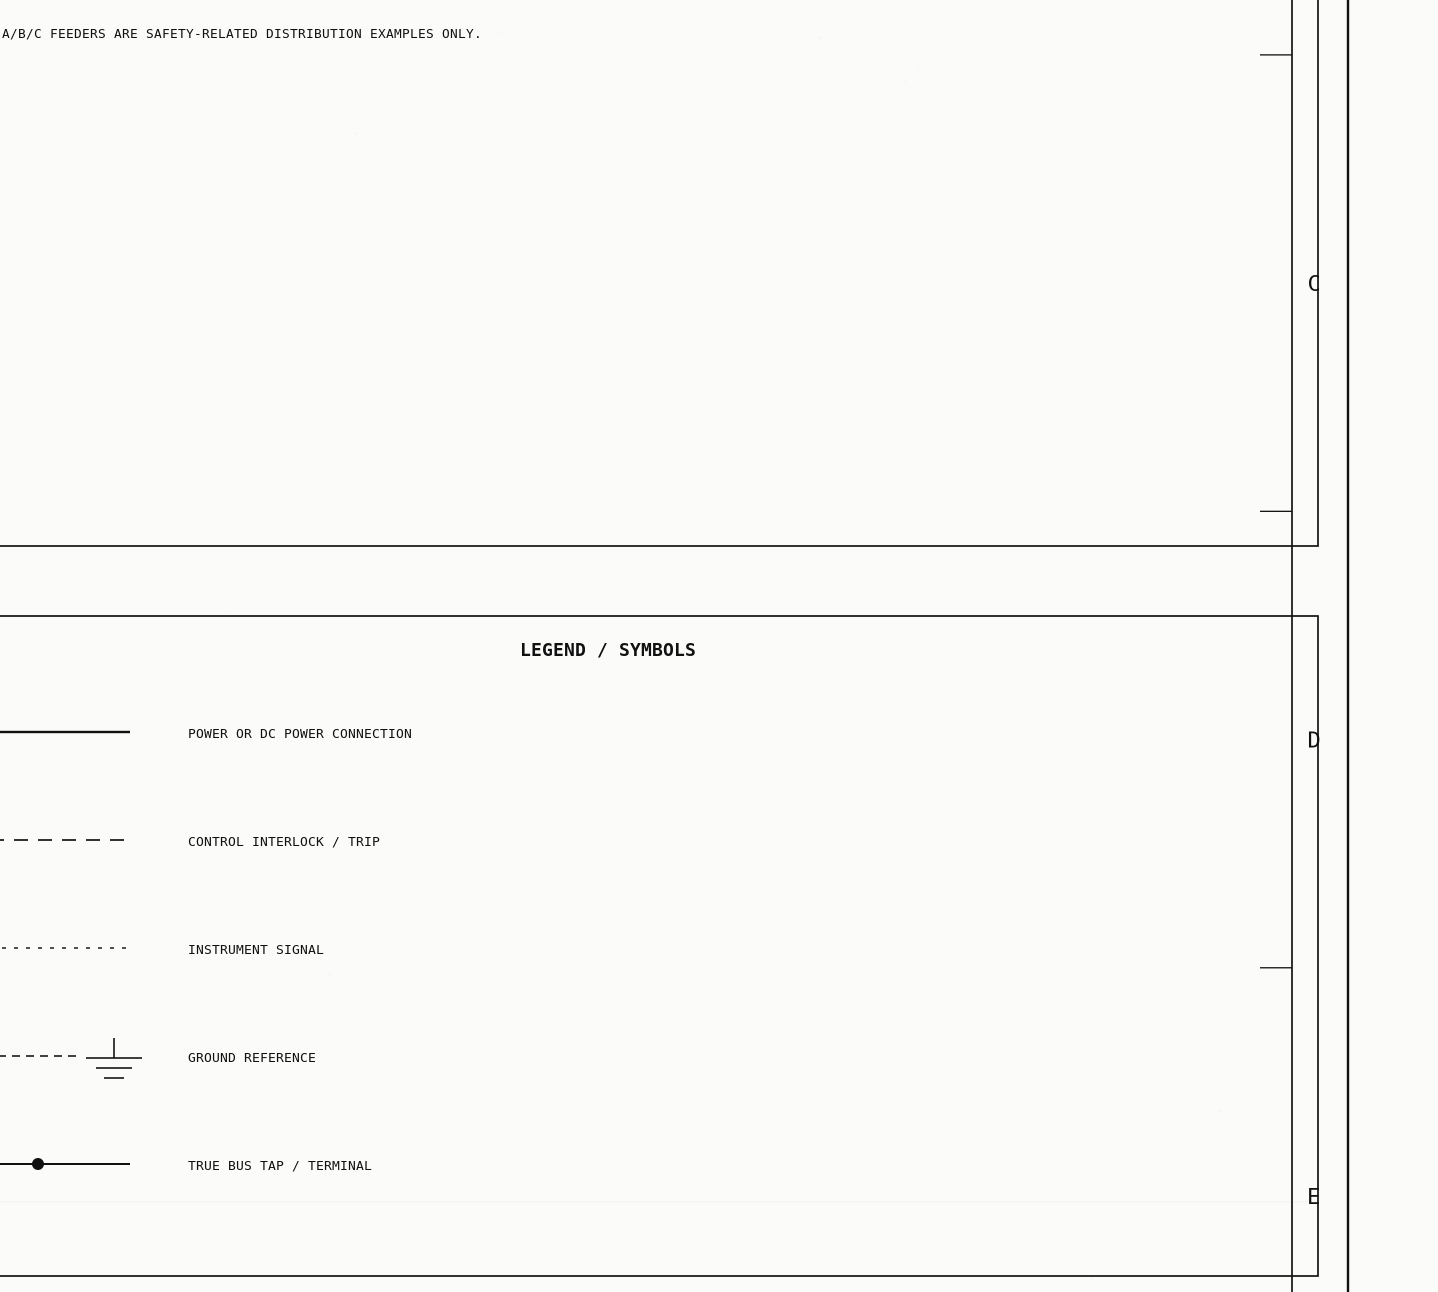 A/B/C FEEDERS ARE SAFETY-RELATED DISTRIBUTION EXAMPLES ONLY.
C
LEGEND / SYMBOLS
POWER OR DC POWER CONNECTION
D
CONTROL INTERLOCK / TRIP
INSTRUMENT SIGNAL
GROUND REFERENCE
TRUE BUS TAP / TERMINAL
E